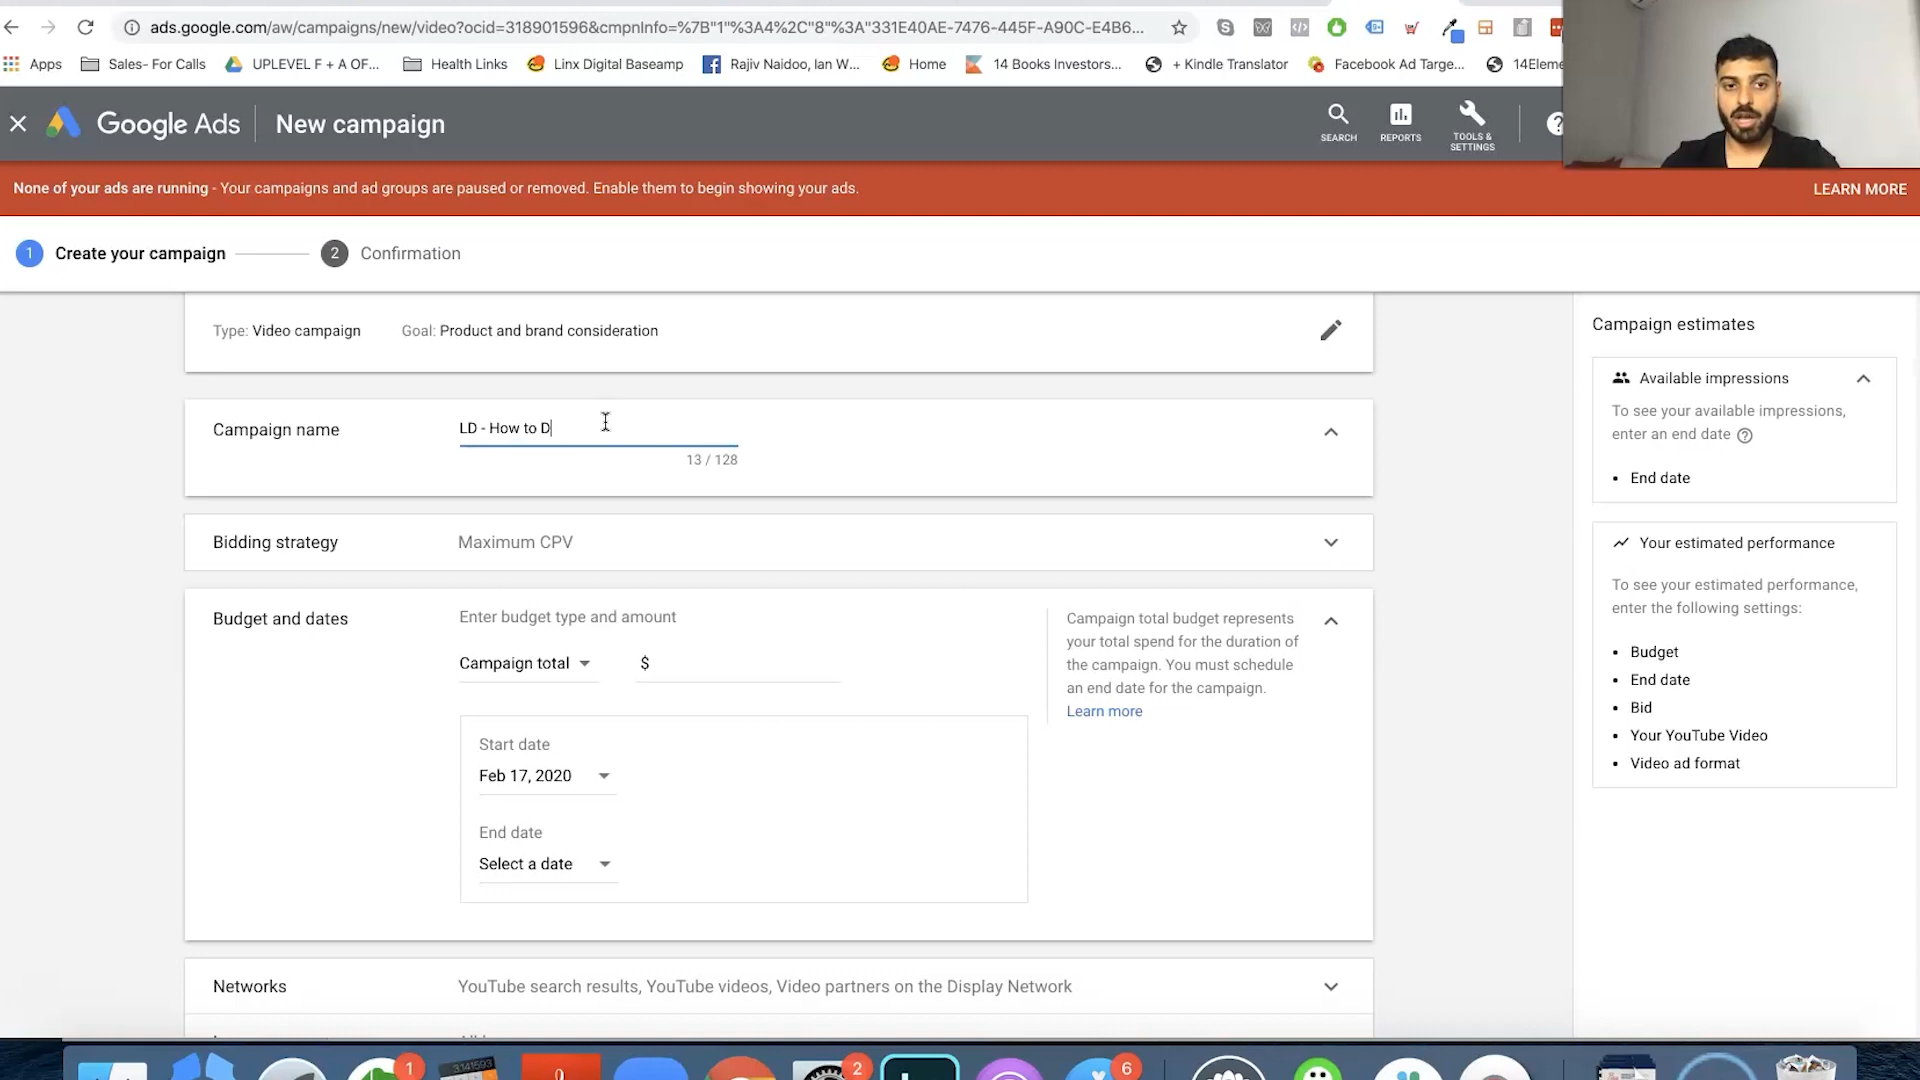 ads.google.com/aw/campaigns/new/video?ocid=318901596&cmpnInfo=%7B"1"%3A4%2C"8"%3A"331E40AE-7476-445F-A90C-E4B6...
Apps Sales- For Calls UPLEVEL F + A OF... Health Links Linx Digital Baseamp Rajiv Naidoo, Ian W... Home 14 Books Investors... + Kindle Translator Facebook Ad Targe... 14Eleme
Google Ads New campaign
SEARCH REPORTS TOOLS & SETTINGS ?
None of your ads are running - Your campaigns and ad groups are paused or removed. Enable them to begin showing your ads. LEARN MORE
1 Create your campaign 2 Confirmation
Type: Video campaign Goal: Product and brand consideration
Campaign name LD - How to D
13 / 128
Bidding strategy Maximum CPV
Budget and dates Enter budget type and amount
Campaign total $
Campaign total budget represents
your total spend for the duration of
the campaign. You must schedule
an end date for the campaign.
Learn more
Start date
Feb 17, 2020
End date
Select a date
Networks YouTube search results, YouTube videos, Video partners on the Display Network
Campaign estimates
Available impressions
To see your available impressions,
enter an end date ?
• End date
Your estimated performance
To see your estimated performance,
enter the following settings:
• Budget
• End date
• Bid
• Your YouTube Video
• Video ad format
1
3.141593
2
6